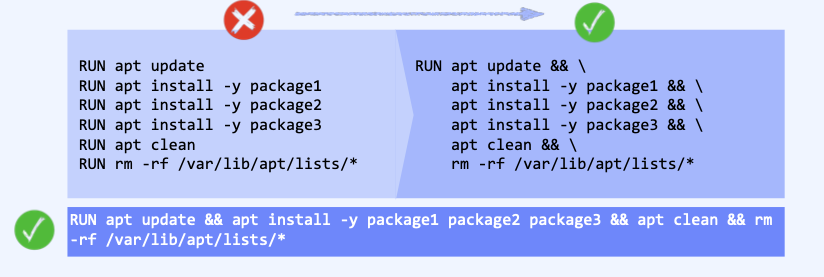 RUN apt update
RUN apt install -y package1
RUN apt install -y package2
RUN apt install -y package3
RUN apt clean
RUN rm -rf /var/lib/apt/lists/*
RUN apt update && \
    apt install -y package1 && \
    apt install -y package2 && \
    apt install -y package3 && \
    apt clean && \
    rm -rf /var/lib/apt/lists/*
RUN apt update && apt install -y package1 package2 package3 && apt clean && rm
-rf /var/lib/apt/lists/*